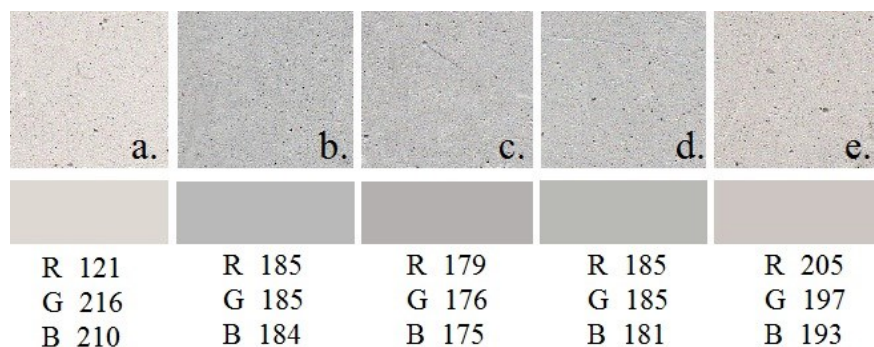 a. b. c. d. e.
R 121 R 185 R 179 R 185 R 205
G 216 G 185 G 176 G 185 G 197
B 210 B 184 B 175 B 181 B 193